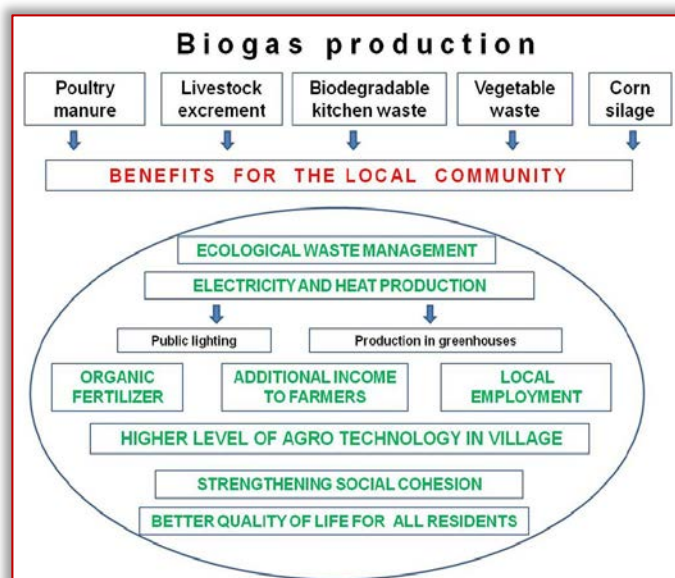 Biogas production
Poultry
manure
Livestock
excrement
Biodegradable
kitchen waste
Vegetable
waste
Corn
silage
BENEFITS FOR THE LOCAL COMMUNITY
ECOLOGICAL WASTE MANAGEMENT
ELECTRICITY AND HEAT PRODUCTION
Public lighting
Production in greenhouses
ORGANIC
FERTILIZER
ADDITIONAL INCOME
TO FARMERS
LOCAL
EMPLOYMENT
HIGHER LEVEL OF AGRO TECHNOLOGY IN VILLAGE
STRENGTHENING SOCIAL COHESION
BETTER QUALITY OF LIFE FOR ALL RESIDENTS